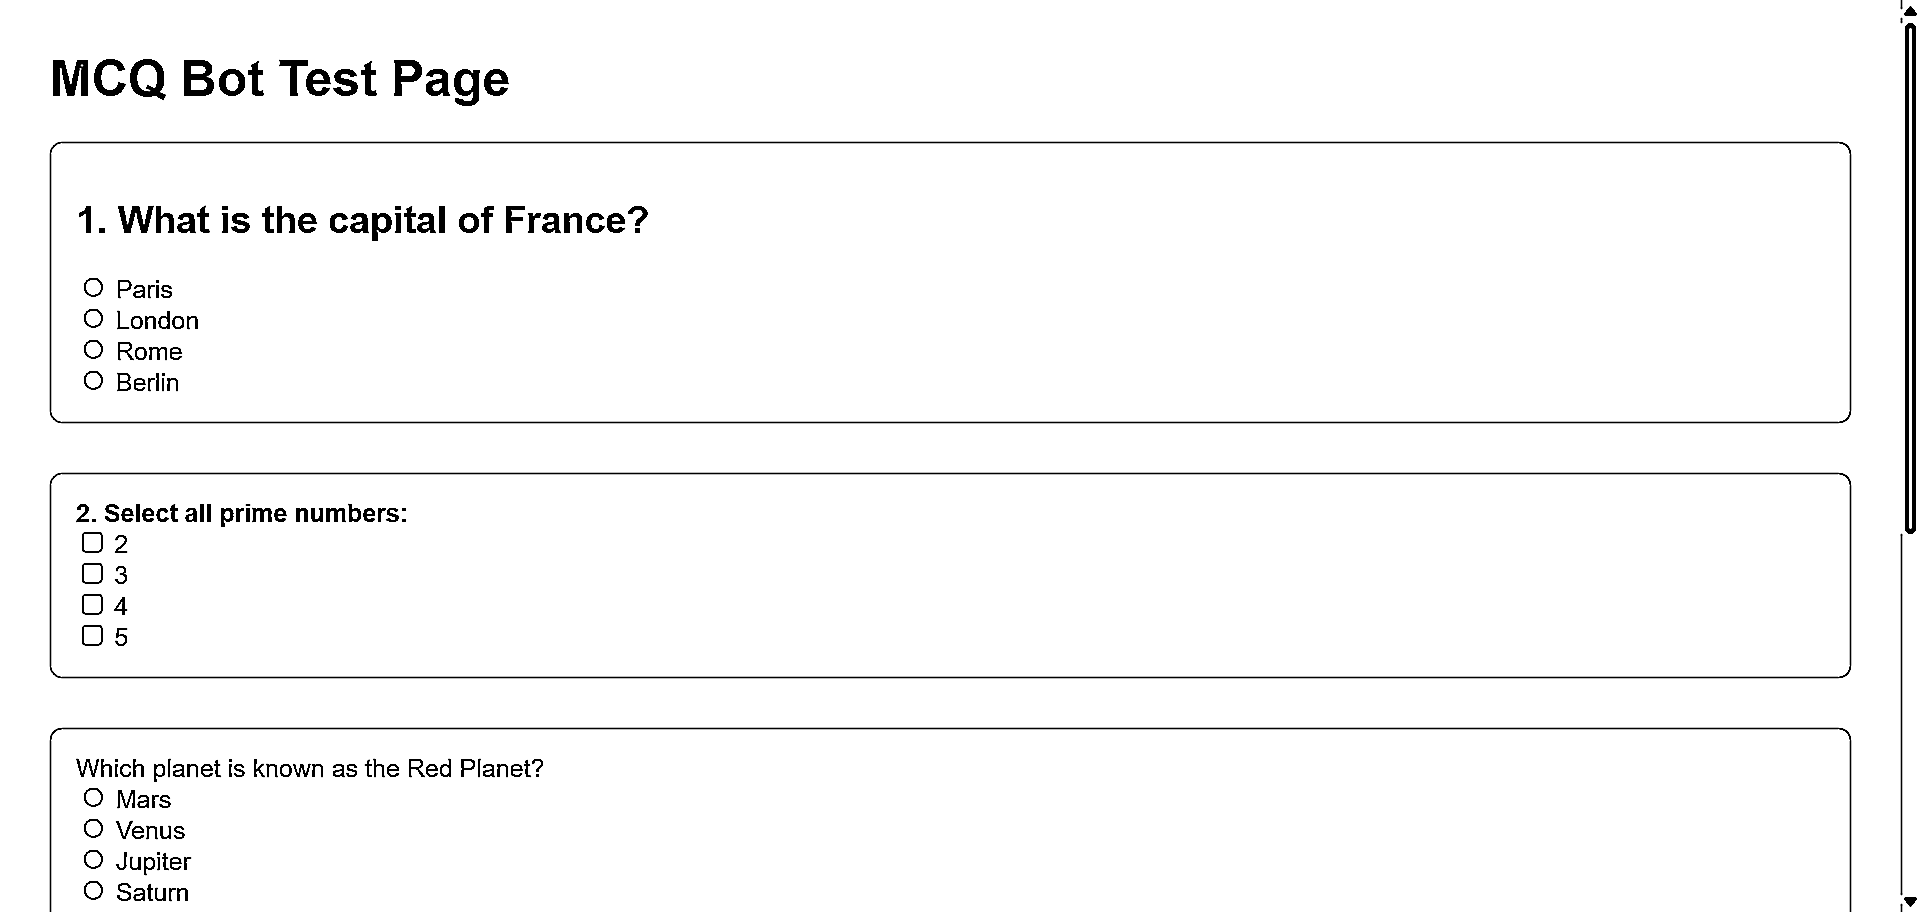 MCQ Bot Test Page
1. What is the capital of France?
Paris
London
Rome
Berlin
2. Select all prime numbers:
2
3
4
5
Which planet is known as the Red Planet?
Mars
Venus
Jupiter
Saturn